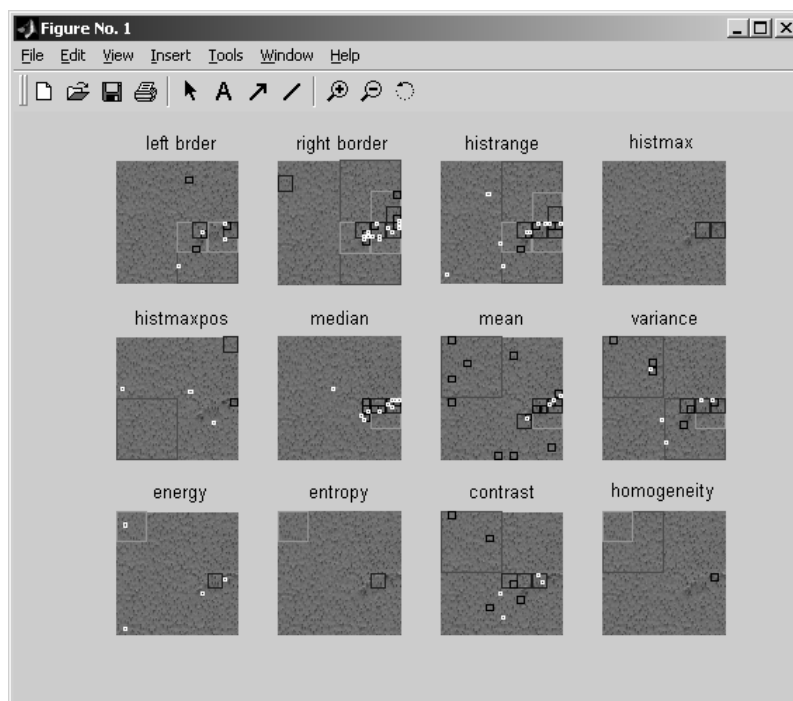 Figure No. 1
File Edit View Insert Tools Window Help
A
left brder right border histrange histmax
histmaxpos median mean variance
energy entropy contrast homogeneity